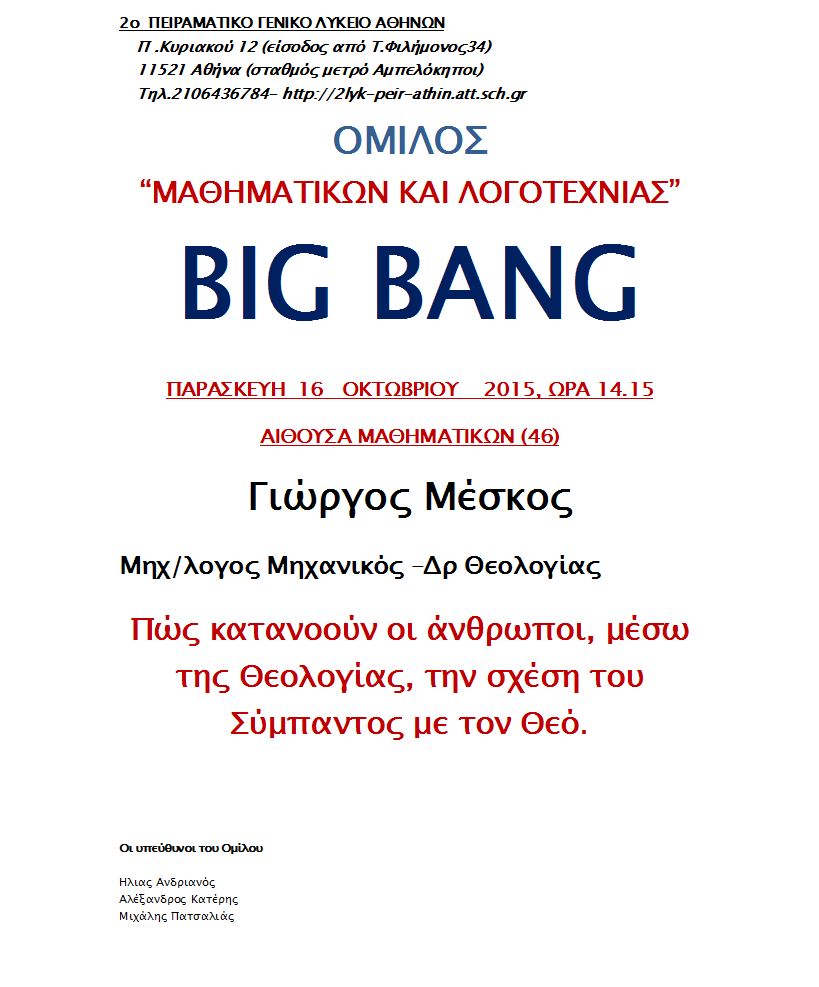 2ο ΠΕΙΡΑΜΑΤΙΚΟ ΓΕΝΙΚΟ ΛΥΚΕΙΟ ΑΘΗΝΩΝ
Π .Κυριακού 12 (είσοδος από Τ.Φιλήμονος34)
11521 Αθήνα (σταθμός μετρό Αμπελόκηποι)
Τηλ.2106436784- http://2lyk-peir-athin.att.sch.gr
ΟΜΙΛΟΣ
“ΜΑΘΗΜΑΤΙΚΩΝ ΚΑΙ ΛΟΓΟΤΕΧΝΙΑΣ”
BIG BANG
ΠΑΡΑΣΚΕΥΗ 16 ΟΚΤΩΒΡΙΟΥ 2015, ΩΡΑ 14.15
ΑΙΘΟΥΣΑ ΜΑΘΗΜΑΤΙΚΩΝ (46)
Γιώργος Μέσκος
Μηχ/λογος Μηχανικός –Δρ Θεολογίας
Πώς κατανοούν οι άνθρωποι, μέσω
της Θεολογίας, την σχέση του
Σύμπαντος με τον Θεό.
Οι υπεύθυνοι του Ομίλου
Ηλιας Ανδριανός
Αλέξανδρος Κατέρης
Μιχάλης Πατσαλιάς